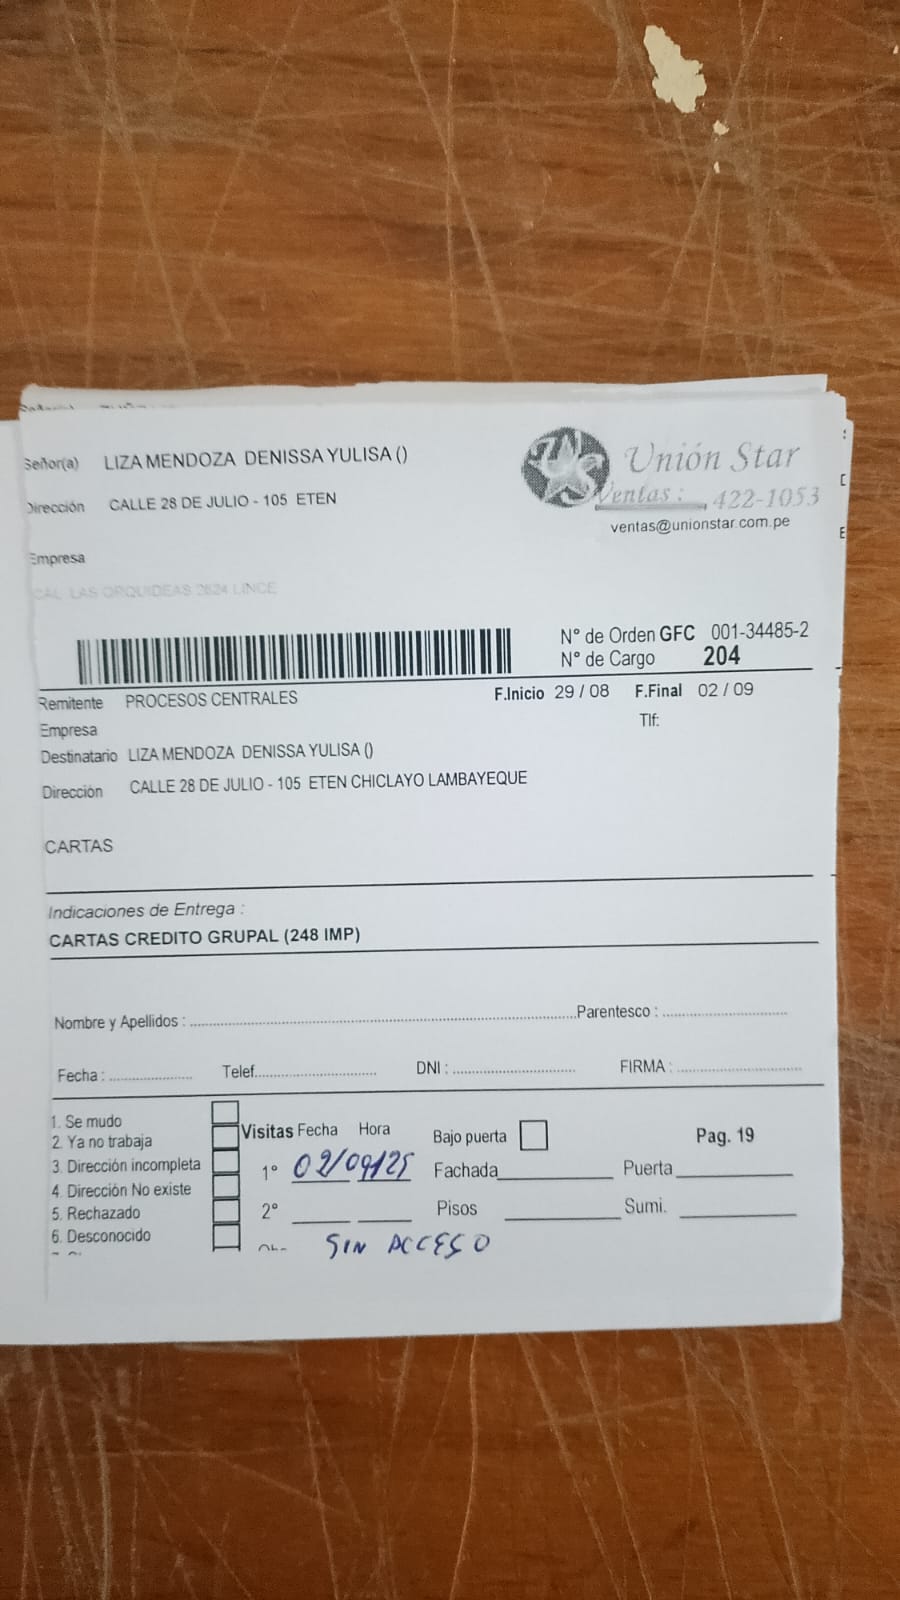 Señor(a) LIZA MENDOZA DENISSA YULISA ()
Unión Star
Dirección CALLE 28 DE JULIO - 105 ETEN
Ventas : 422-1053
ventas@unionstar.com.pe
Empresa
CAL LAS ORQUIDEAS 2624 LINCE
N° de Orden GFC 001-34485-2
N° de Cargo 204
Remitente PROCESOS CENTRALES F.Inicio 29 / 08 F.Final 02 / 09
Empresa Tlf:
Destinatario LIZA MENDOZA DENISSA YULISA ()
Dirección CALLE 28 DE JULIO - 105 ETEN CHICLAYO LAMBAYEQUE
CARTAS
Indicaciones de Entrega :
CARTAS CREDITO GRUPAL (248 IMP)
Nombre y Apellidos : Parentesco :
Fecha : Telef. DNI : FIRMA :
1. Se mudo
2. Ya no trabaja
3. Dirección incompleta
4. Dirección No existe
5. Rechazado
6. Desconocido
Visitas Fecha Hora Bajo puerta Pag. 19
1° 02/09/25 Fachada Puerta
2° Pisos Sumi.
SIN ACCESO